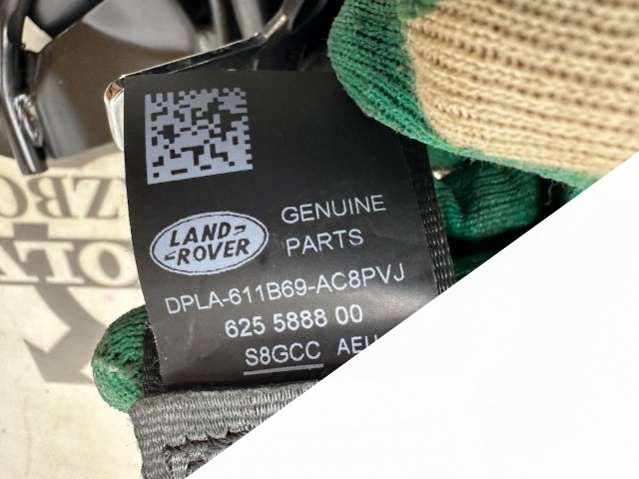 GENUINE
PARTS
LAND-
ROVER
DPLA-611B69-AC8PVJ
625 5888 00
S8GCC